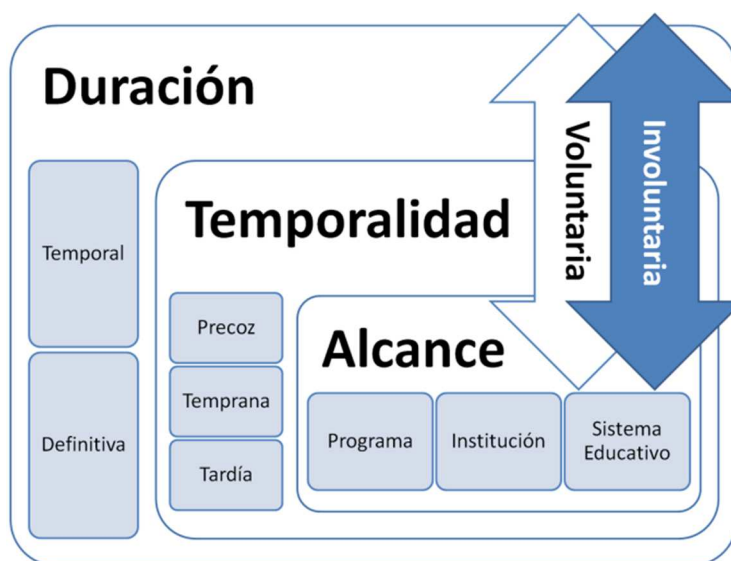 Duración
Temporal
Definitiva
Temporalidad
Precoz
Temprana
Tardía
Alcance
Programa
Institución
Sistema
Educativo
Voluntaria
Involuntaria